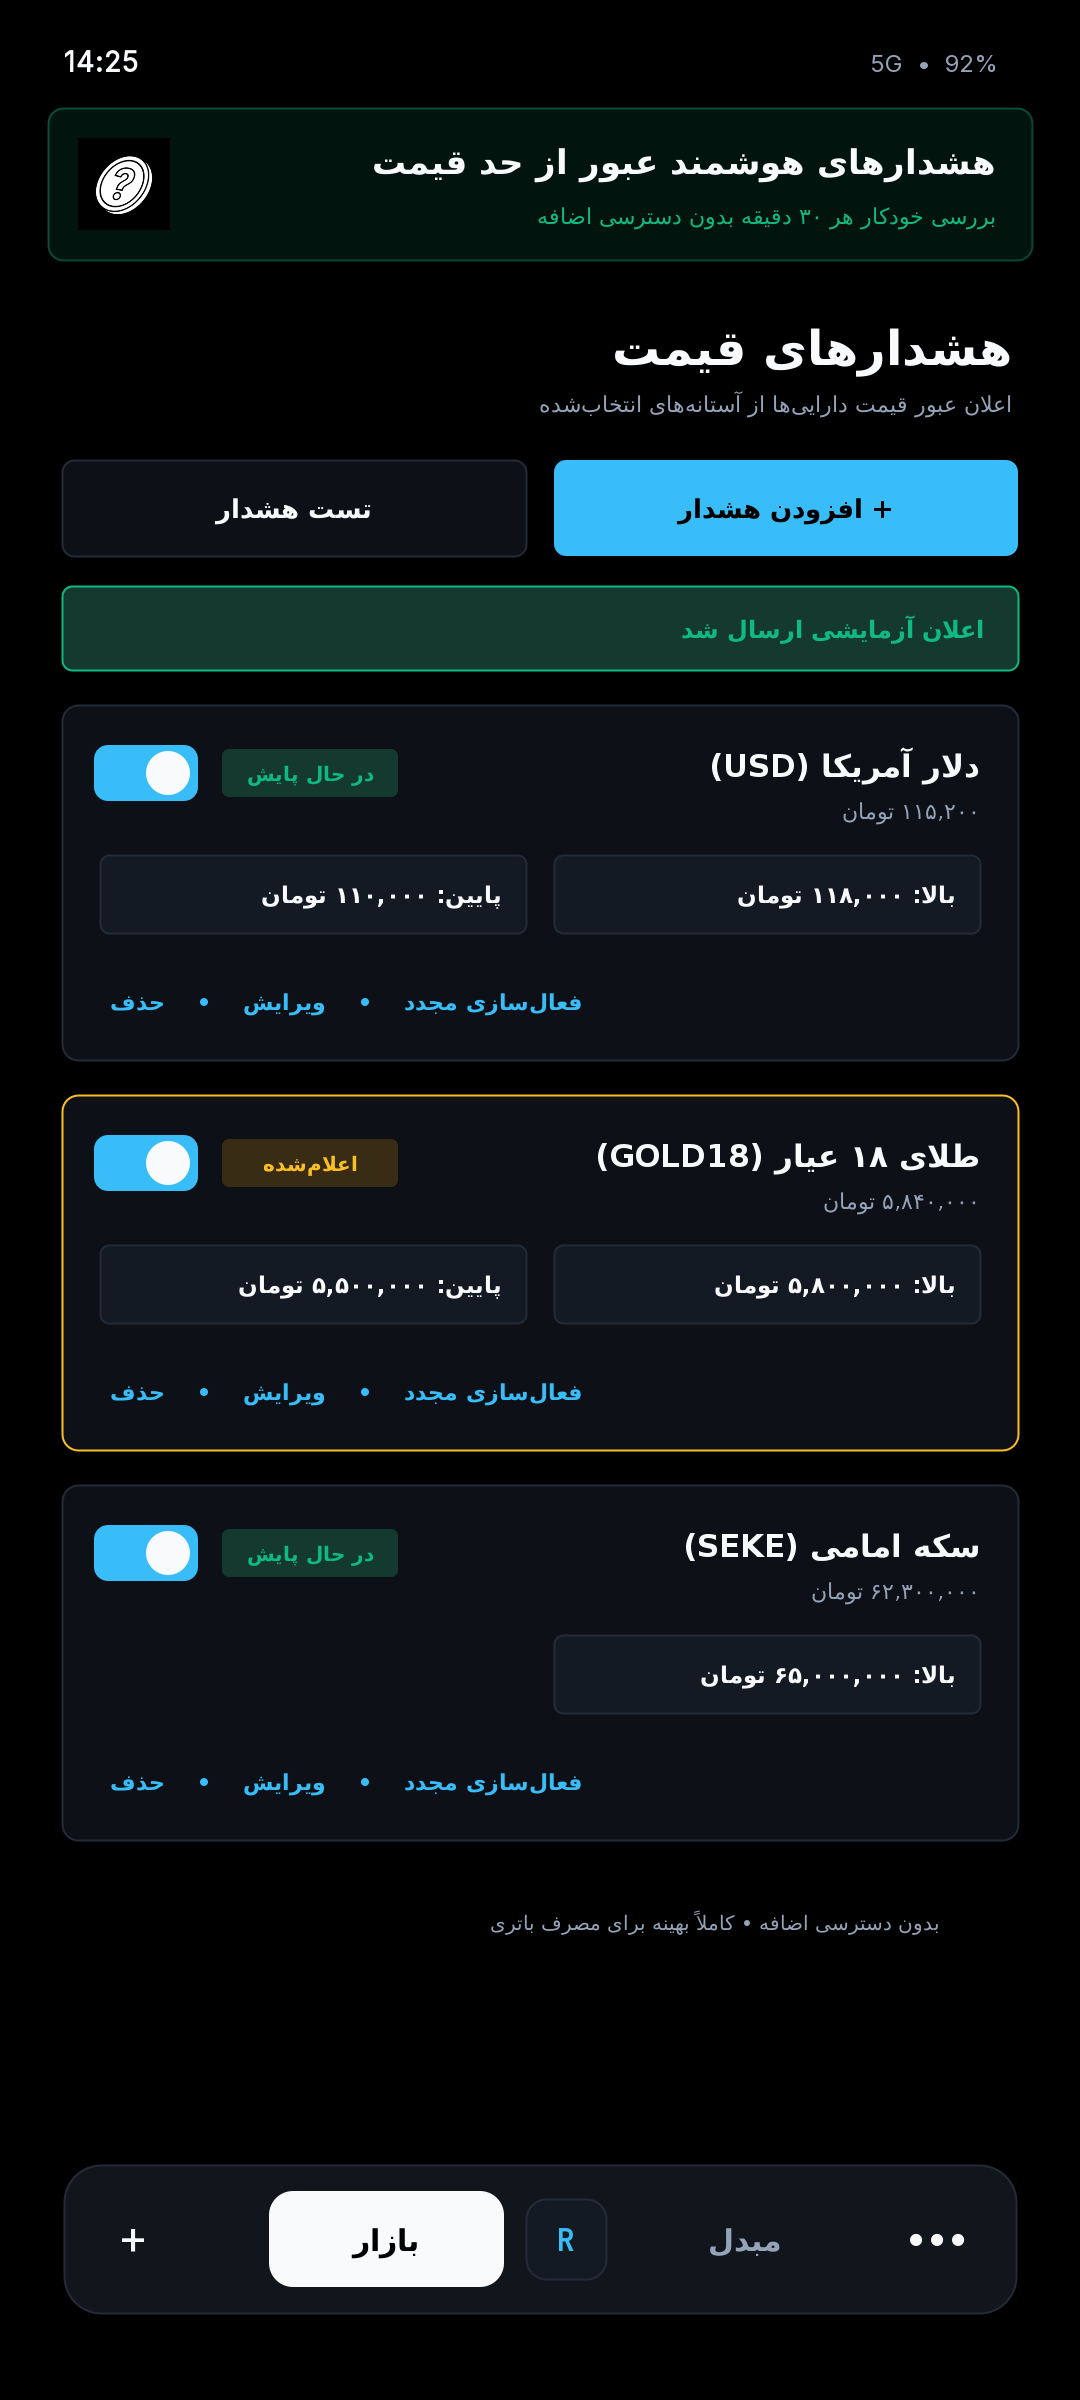 14:25
5G • 92%
هشدارهای هوشمند عبور از حد قیمت
بررسی خودکار هر ۳۰ دقیقه بدون دسترسی اضافه
?
هشدارهای قیمت
اعلان عبور قیمت دارایی‌ها از آستانه‌های انتخاب‌شده
+ افزودن هشدار
تست هشدار
اعلان آزمایشی ارسال شد
دلار آمریکا (USD)
در حال پایش
۱۱۵,۲۰۰ تومان
بالا: ۱۱۸,۰۰۰ تومان
پایین: ۱۱۰,۰۰۰ تومان
فعال‌سازی مجدد • ویرایش • حذف
طلای ۱۸ عیار (GOLD18)
اعلام‌شده
۵,۸۴۰,۰۰۰ تومان
بالا: ۵,۸۰۰,۰۰۰ تومان
پایین: ۵,۵۰۰,۰۰۰ تومان
فعال‌سازی مجدد • ویرایش • حذف
سکه امامی (SEKE)
در حال پایش
۶۲,۳۰۰,۰۰۰ تومان
بالا: ۶۵,۰۰۰,۰۰۰ تومان
فعال‌سازی مجدد • ویرایش • حذف
بدون دسترسی اضافه • کاملاً بهینه برای مصرف باتری
•••
مبدل
R
بازار
+